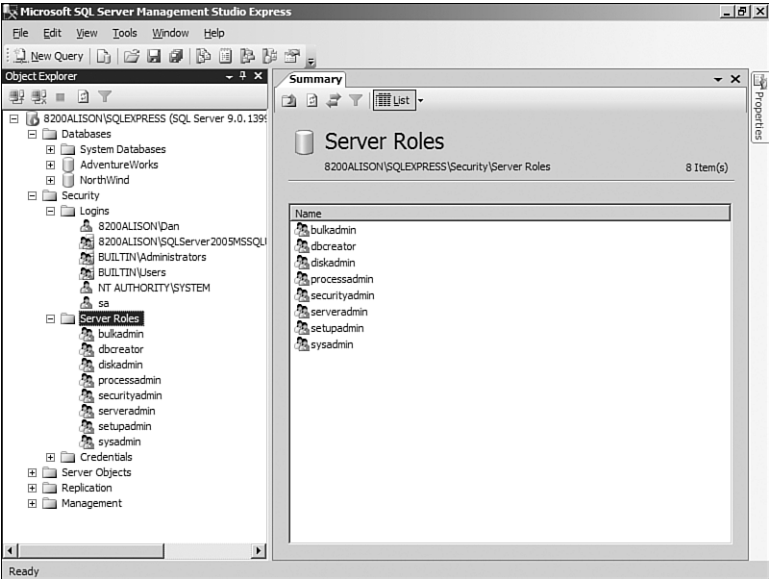 Microsoft SQL Server Management Studio Express
File Edit View Tools Window Help
New Query
Object Explorer
8200ALISON\SQLEXPRESS (SQL Server 9.0.1399
Databases
System Databases
AdventureWorks
NorthWind
Security
Logins
8200ALISON\Dan
8200ALISON\SQLServer2005MSSQLU
BUILTIN\Administrators
BUILTIN\Users
NT AUTHORITY\SYSTEM
sa
Server Roles
bulkadmin
dbcreator
diskadmin
processadmin
securityadmin
serveradmin
setupadmin
sysadmin
Credentials
Server Objects
Replication
Management
Summary
List
Server Roles
8200ALISON\SQLEXPRESS\Security\Server Roles 8 Item(s)
Name
bulkadmin
dbcreator
diskadmin
processadmin
securityadmin
serveradmin
setupadmin
sysadmin
Properties
Ready